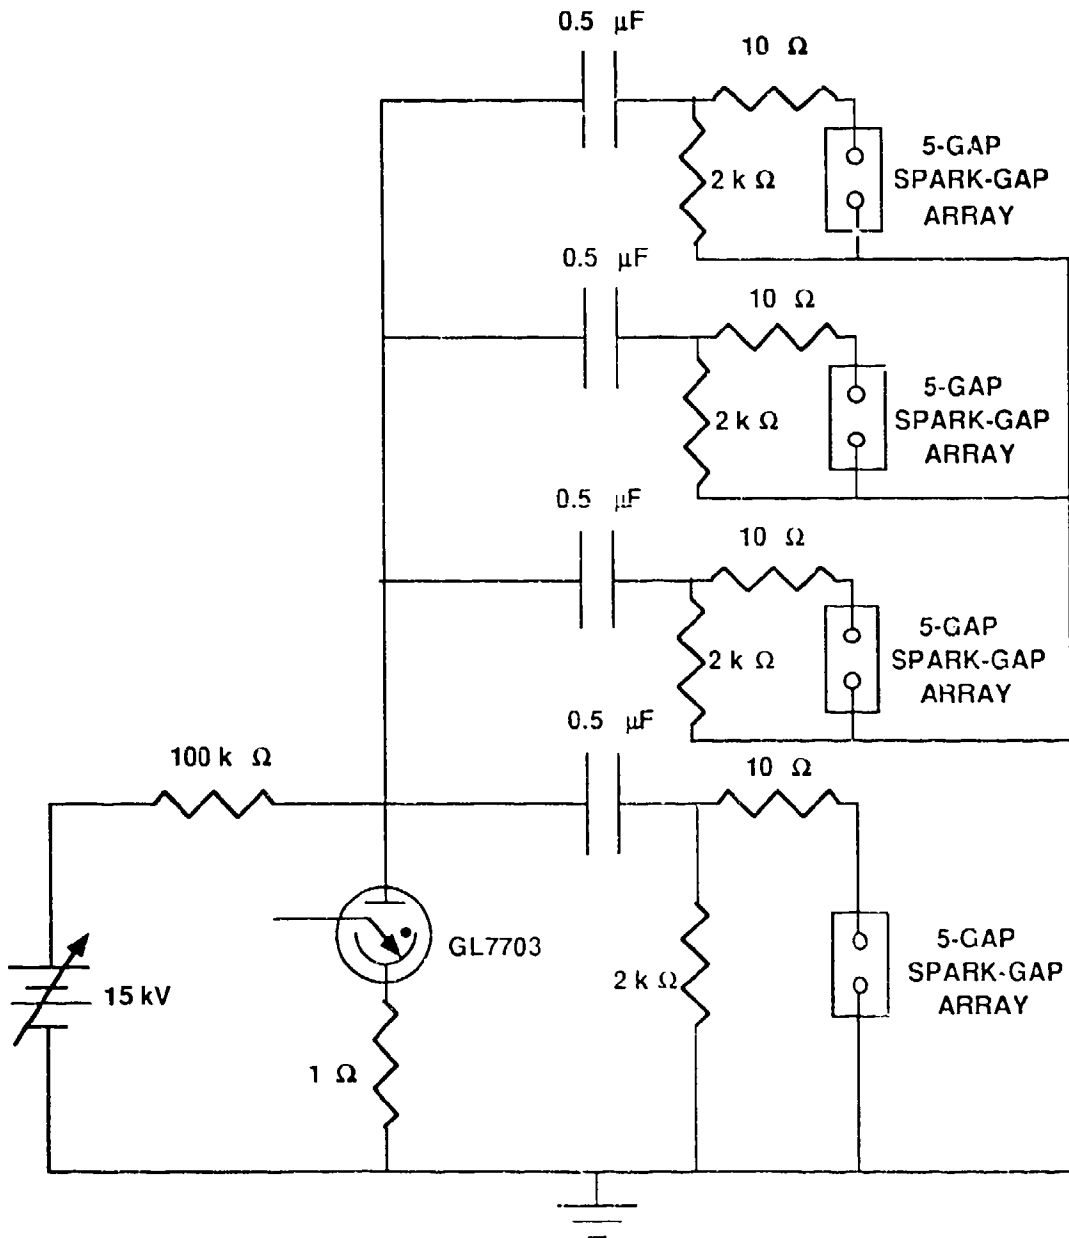 0.5 μF
10 Ω
2 k Ω
5-GAP
SPARK-GAP
ARRAY
0.5 μF
10 Ω
2 k Ω
5-GAP
SPARK-GAP
ARRAY
0.5 μF
10 Ω
2 k Ω
5-GAP
SPARK-GAP
ARRAY
0.5 μF
100 k Ω
10 Ω
GL7703
2 k Ω
5-GAP
SPARK-GAP
ARRAY
15 kV
1 Ω